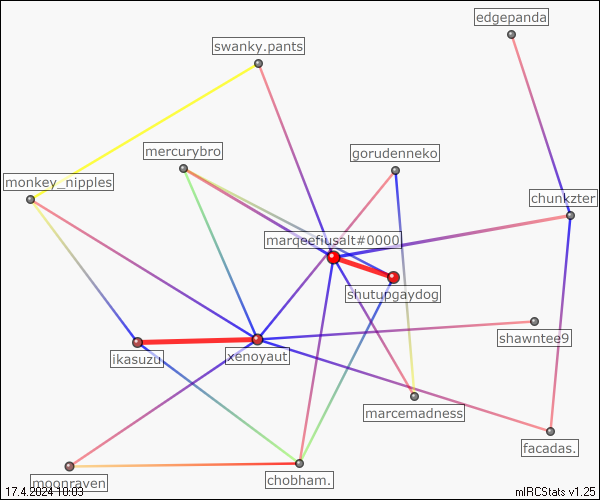 edgepanda
swanky.pants
mercurybro
gorudenneko
monkey_nipples
chunkzter
marqeefiusalt#0000
shutupgaydog
shawntee9
xenoyaut
ikasuzu
marcemadness
facadas.
moonraven
chobham.
17.4.2024 10:03
mIRCStats v1.25